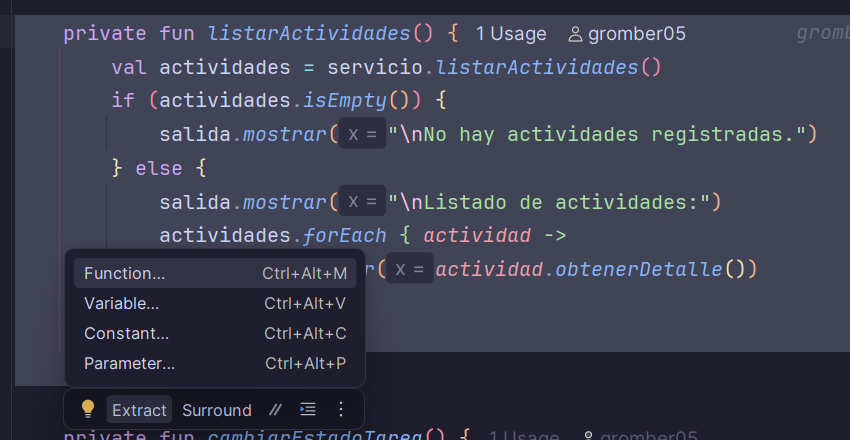 private fun listarActividades() { 1 Usage gromber05 gromb
val actividades = servicio.listarActividades()
if (actividades.isEmpty()) {
salida.mostrar( x = "\nNo hay actividades registradas.")
} else {
salida.mostrar( x = "\nListado de actividades:")
actividades.forEach { actividad ->
r( x = actividad.obtenerDetalle())
Function... Ctrl+Alt+M
Variable... Ctrl+Alt+V
Constant... Ctrl+Alt+C
Parameter... Ctrl+Alt+P
Extract Surround //
private fun cambiarEstadoTarea() { 1 Usage gromber05